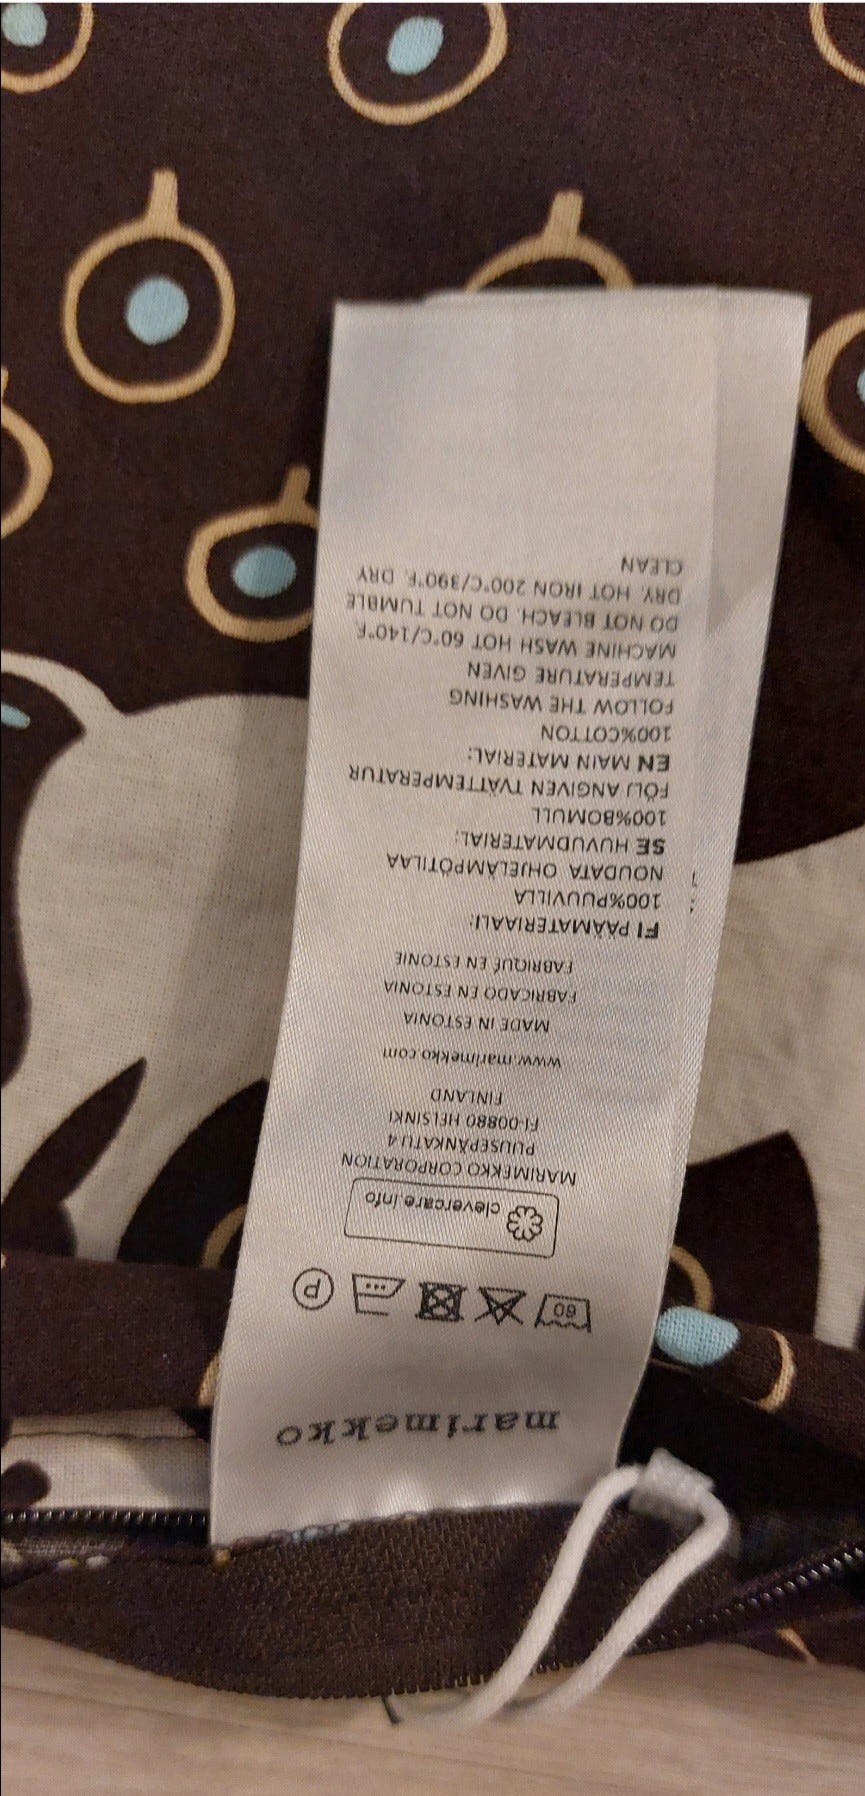 marimekko
60
P
clevercare.info
MARIMEKKO CORPORATION
PUUSEPÄNKATU 4
FI-00880 HELSINKI
FINLAND
www.marimekko.com
MADE IN ESTONIA
FABRICADO EN ESTONIA
FABRIQUÉ EN ESTONIE
FI PÄÄMATERIAALI:
100%PUUVILLA
NOUDATA OHJELÄMPÖTILAA
SE HUVUDMATERIAL:
100%BOMULL
FÖLJ ANGIVEN TVÄTTEMPERATUR
EN MAIN MATERIAL:
100%COTTON
FOLLOW THE WASHING
TEMPERATURE GIVEN
MACHINE WASH HOT 60°C/140°F.
DO NOT BLEACH. DO NOT TUMBLE
DRY. HOT IRON 200°C/390°F. DRY
CLEAN